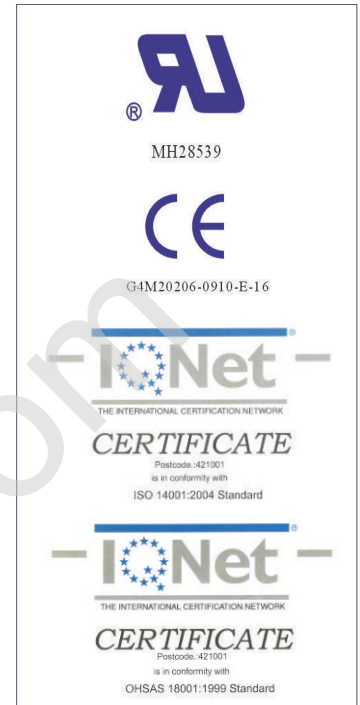 ®
MH28539
CE
G4M20206-0910-E-16
®
IQNet
THE INTERNATIONAL CERTIFICATION NETWORK
CERTIFICATE
Postcode.:421001
is in conformity with
ISO 14001:2004 Standard
®
IQNet
THE INTERNATIONAL CERTIFICATION NETWORK
CERTIFICATE
Postcode.:421001
is in conformity with
OHSAS 18001:1999 Standard